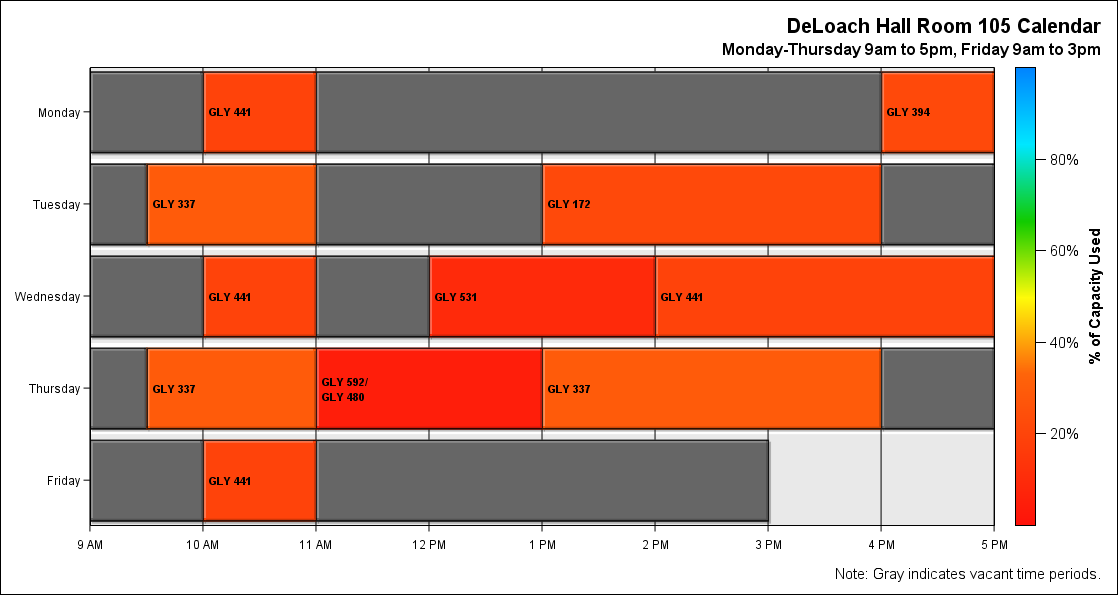 DeLoach Hall Room 105 Calendar
Monday-Thursday 9am to 5pm, Friday 9am to 3pm
Monday
GLY 441
GLY 394
Tuesday
GLY 337
GLY 172
Wednesday
GLY 441
GLY 531
GLY 441
Thursday
GLY 337
GLY 592/
GLY 480
GLY 337
Friday
GLY 441
9 AM
10 AM
11 AM
12 PM
1 PM
2 PM
3 PM
4 PM
5 PM
80%
60%
40%
20%
% of Capacity Used
Note: Gray indicates vacant time periods.